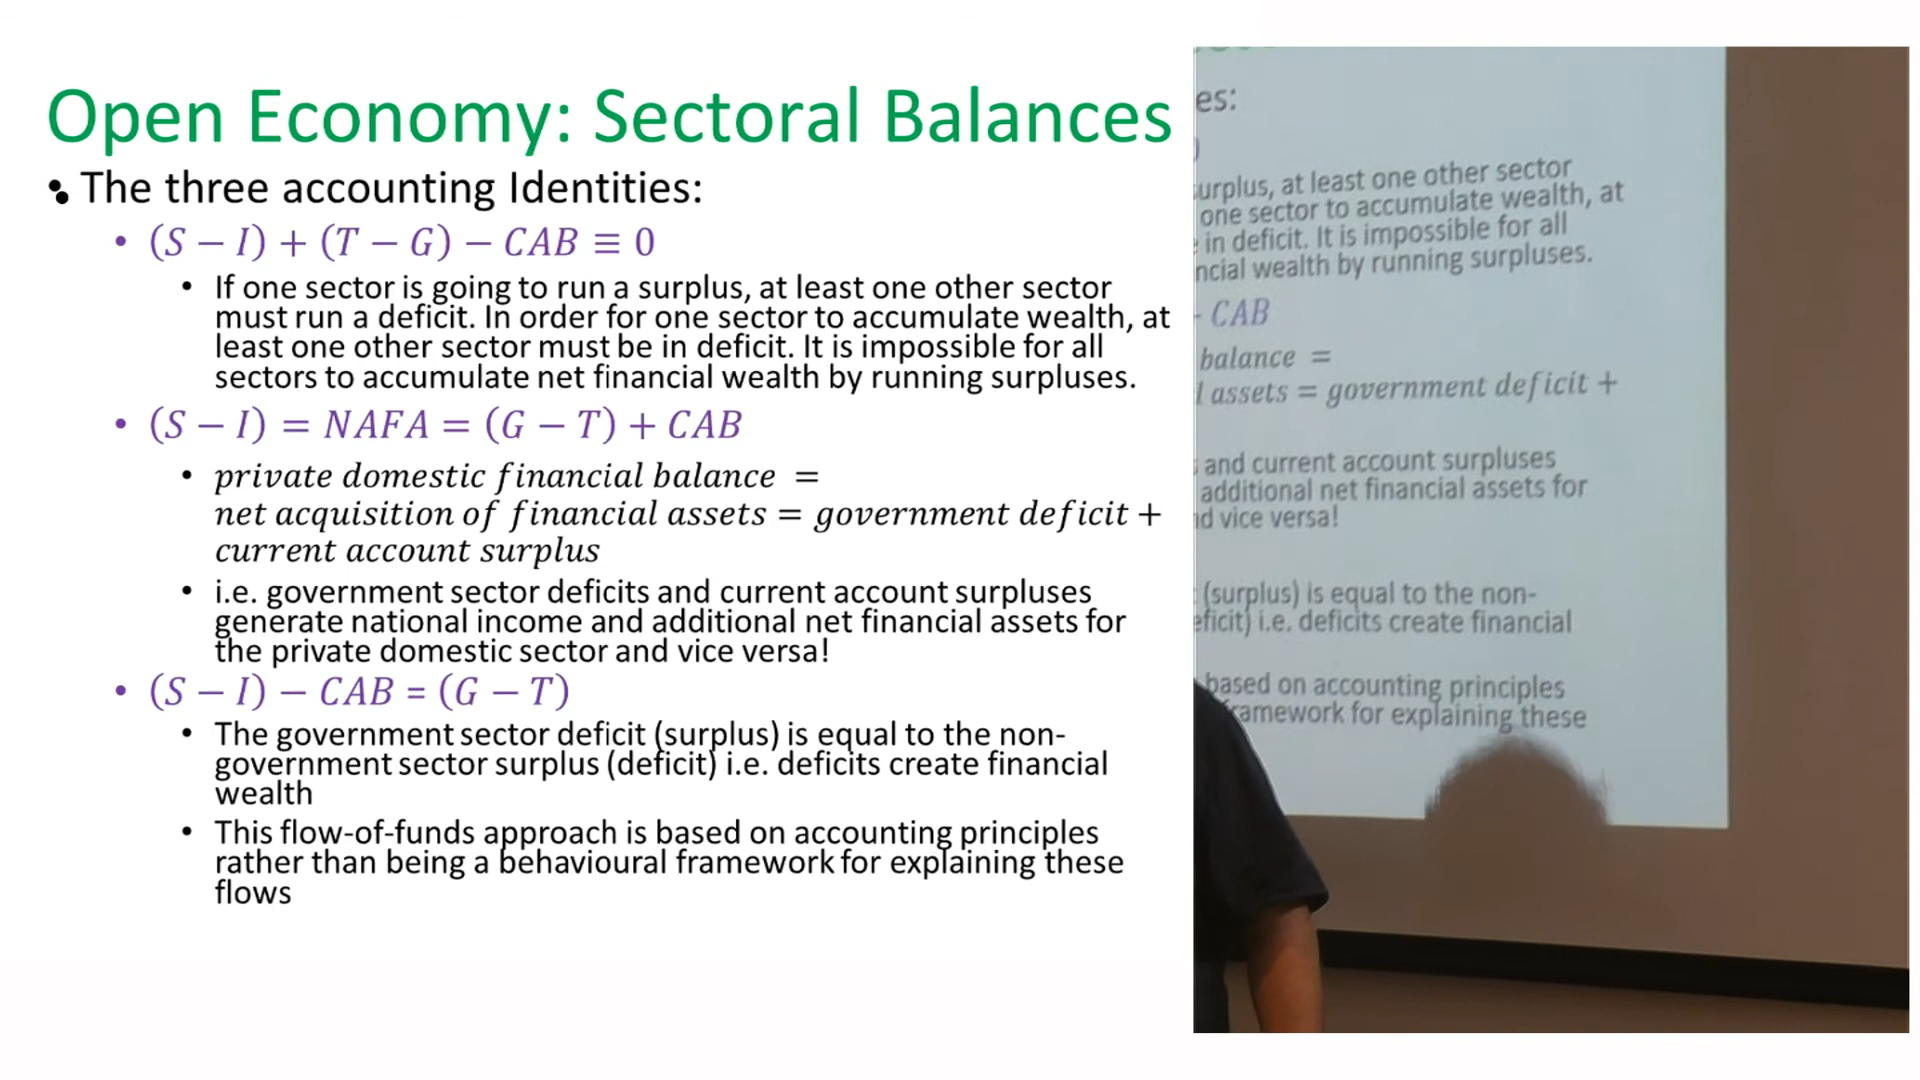 Open Economy: Sectoral Balances
• The three accounting Identities:
• (S − I) + (T − G) − CAB ≡ 0
• If one sector is going to run a surplus, at least one other sector
must run a deficit. In order for one sector to accumulate wealth, at
least one other sector must be in deficit. It is impossible for all
sectors to accumulate net financial wealth by running surpluses.
• (S − I) = NAFA = (G − T) + CAB
• private domestic financial balance =
net acquisition of financial assets = government deficit +
current account surplus
• i.e. government sector deficits and current account surpluses
generate national income and additional net financial assets for
the private domestic sector and vice versa!
• (S − I) − CAB = (G − T)
• The government sector deficit (surplus) is equal to the non-
government sector surplus (deficit) i.e. deficits create financial
wealth
• This flow-of-funds approach is based on accounting principles
rather than being a behavioural framework for explaining these
flows
es:
)
urplus, at least one other sector
one sector to accumulate wealth, at
in deficit. It is impossible for all
ncial wealth by running surpluses.
- CAB
balance =
l assets = government deficit +
and current account surpluses
additional net financial assets for
d vice versa!
(surplus) is equal to the non-
eficit) i.e. deficits create financial
based on accounting principles
framework for explaining these